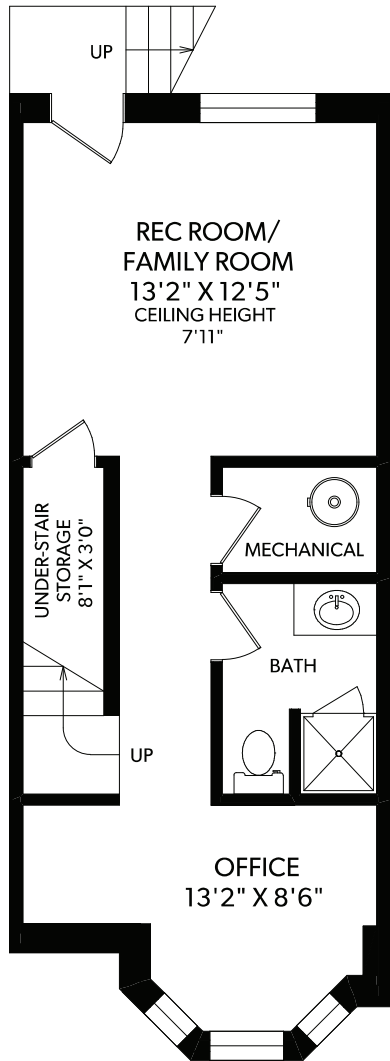 UP
REC ROOM/
FAMILY ROOM
13'2" X 12'5"
CEILING HEIGHT
7'11"
UNDER-STAIR
STORAGE
8'1" X 3'0"
MECHANICAL
BATH
UP
OFFICE
13'2" X 8'6"